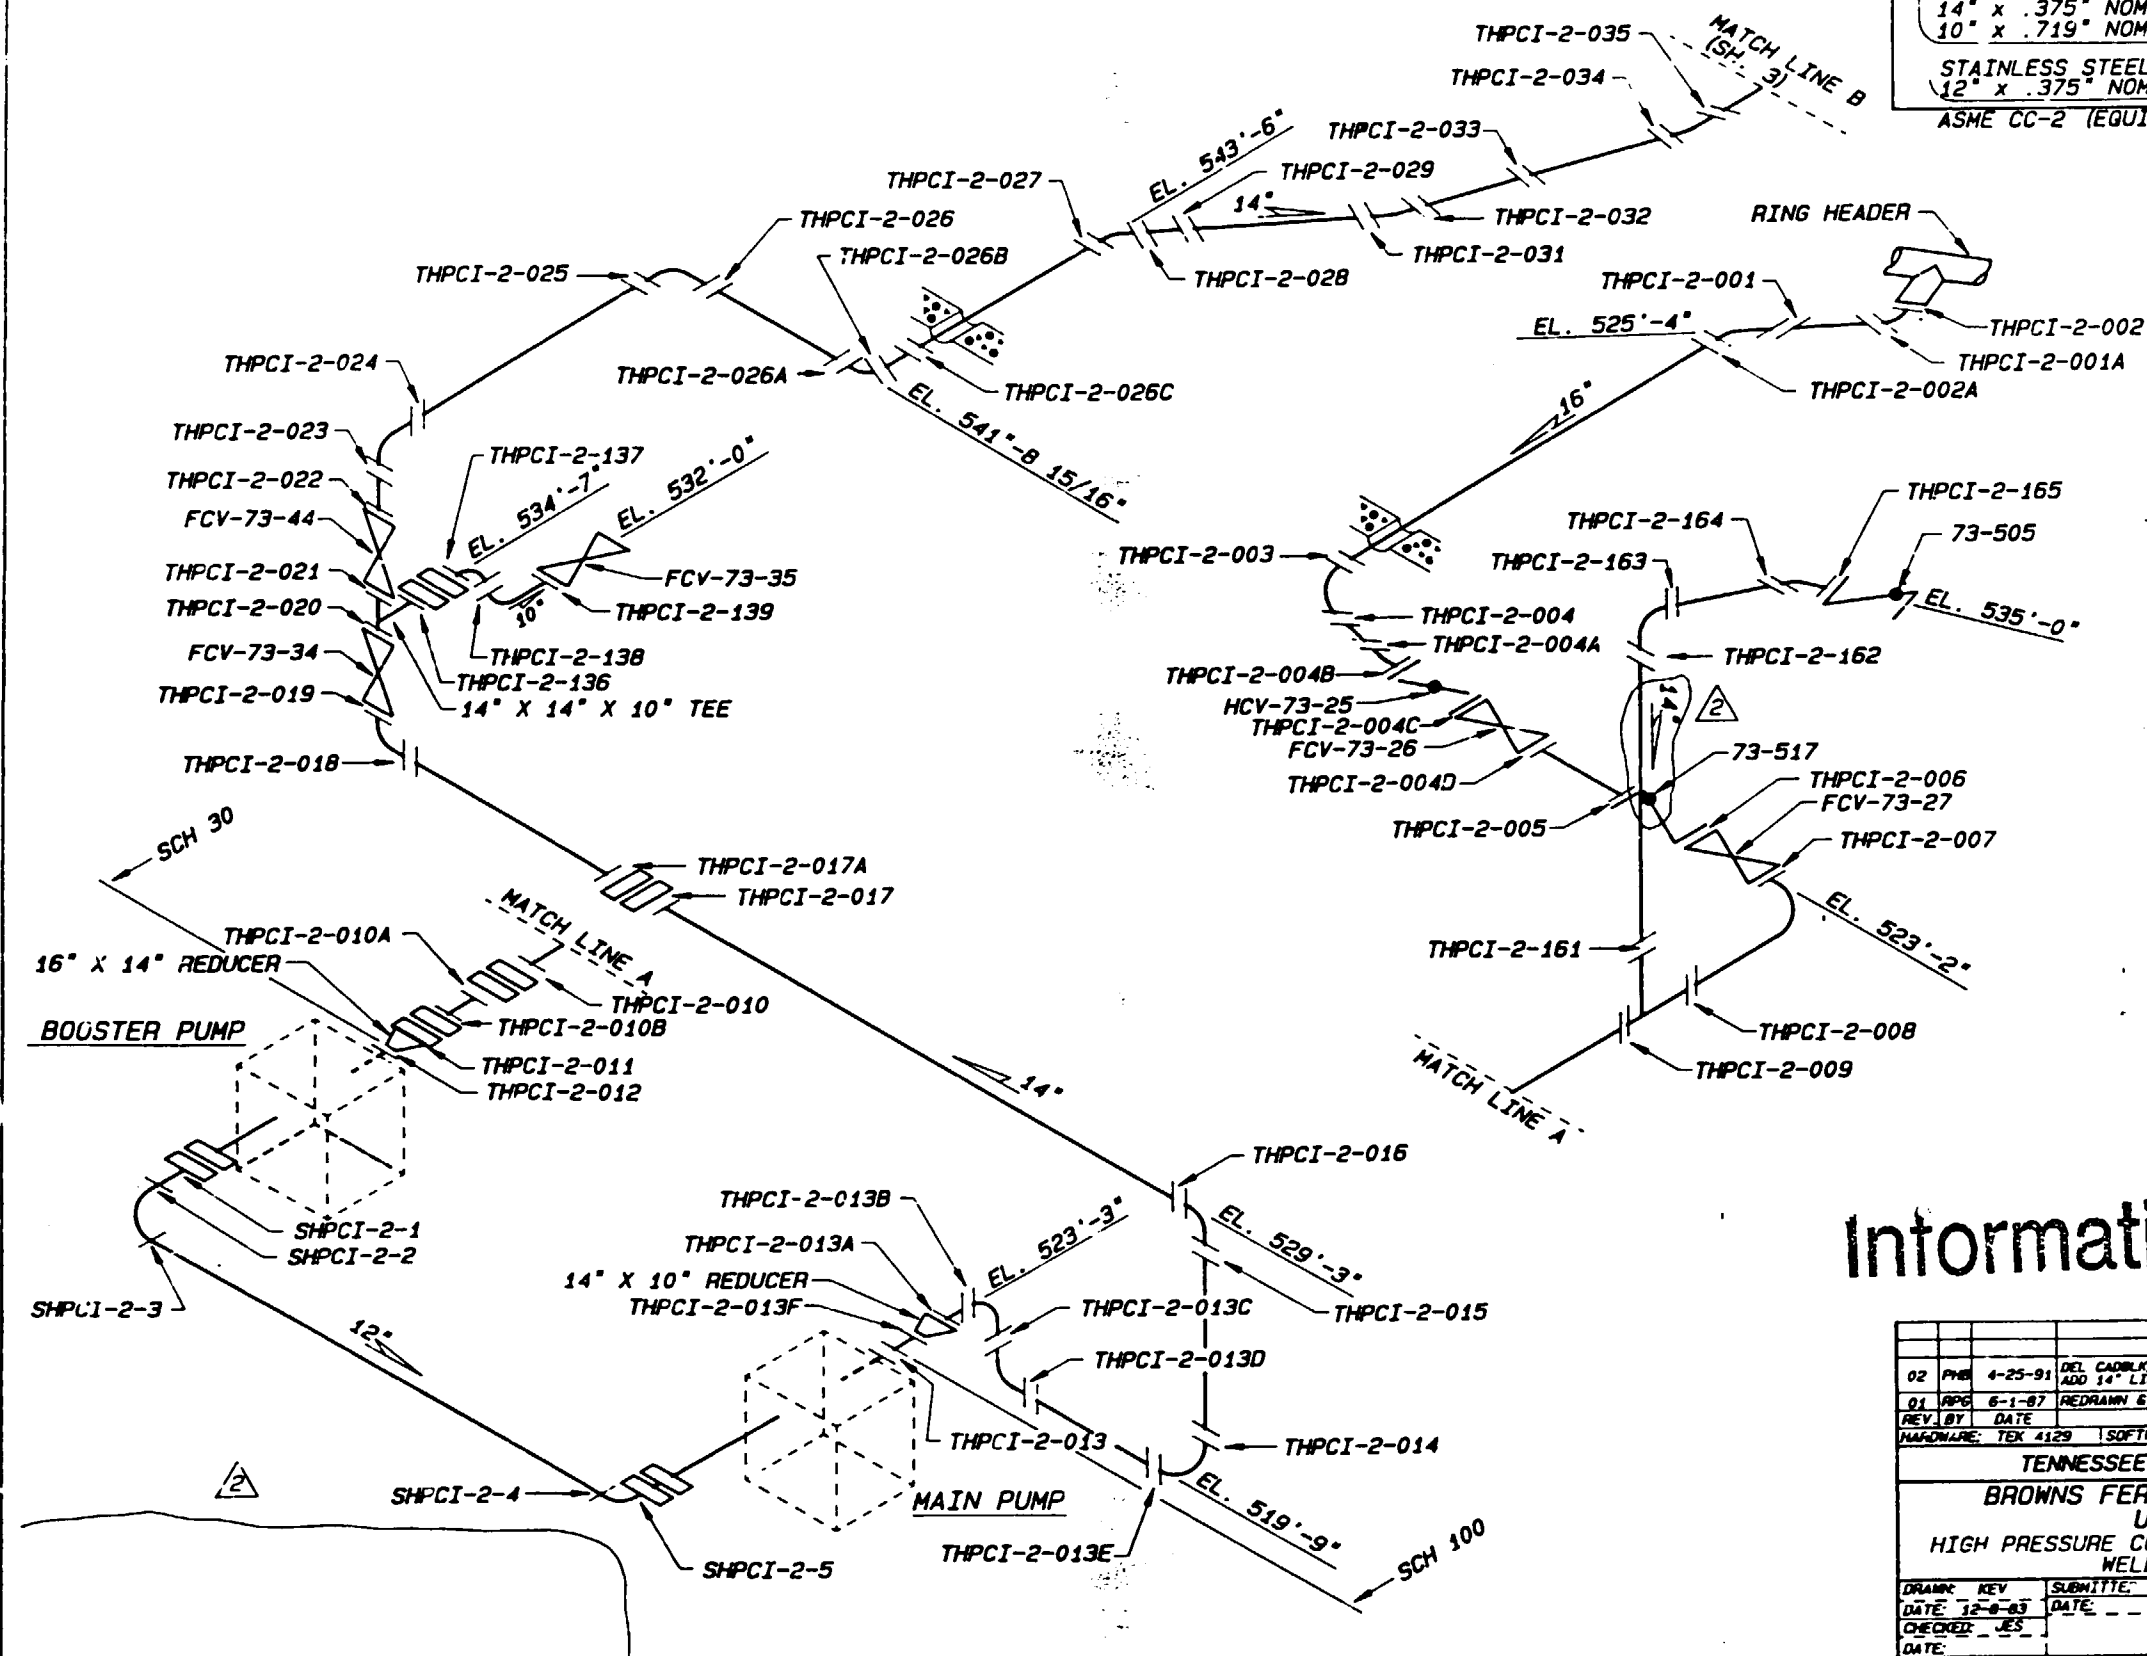 14" X .375" NOM
10" X .719" NOM
STAINLESS STEEL
12" X .375" NOM
ASME CC-2 (EQUI
THPCI-2-035
MATCH LINE B
(SH. 3)
THPCI-2-034
THPCI-2-033
EL. 543'-6"
THPCI-2-029
THPCI-2-027
14"
THPCI-2-032
THPCI-2-031
THPCI-2-028
THPCI-2-026
THPCI-2-026B
THPCI-2-025
RING HEADER
THPCI-2-001
EL. 525'-4"
THPCI-2-002
THPCI-2-001A
THPCI-2-002A
THPCI-2-024
THPCI-2-026A
THPCI-2-026C
EL. 541"-8 15/16"
16"
THPCI-2-023
THPCI-2-137
THPCI-2-022
EL. 534'-7"
EL. 532'-0"
FCV-73-44
THPCI-2-021
FCV-73-35
THPCI-2-020
10"
THPCI-2-139
FCV-73-34
THPCI-2-138
THPCI-2-136
THPCI-2-019
14" X 14" X 10" TEE
THPCI-2-018
THPCI-2-165
THPCI-2-164
73-505
THPCI-2-003
THPCI-2-163
EL. 535'-0"
THPCI-2-004
THPCI-2-004A
THPCI-2-162
THPCI-2-004B
HCV-73-25
14"
2
THPCI-2-004C
FCV-73-26
73-517
THPCI-2-004D
THPCI-2-006
FCV-73-27
THPCI-2-005
THPCI-2-007
SCH 30
THPCI-2-017A
THPCI-2-017
MATCH LINE A
THPCI-2-010A
16" X 14" REDUCER
EL. 523'-2"
THPCI-2-161
THPCI-2-010
THPCI-2-010B
BOOSTER PUMP
THPCI-2-011
THPCI-2-012
THPCI-2-008
THPCI-2-009
MATCH LINE A
14"
THPCI-2-016
THPCI-2-013B
SHPCI-2-1
SHPCI-2-2
THPCI-2-013A
EL. 523'-3"
EL. 529'-3"
14" X 10" REDUCER
THPCI-2-013F
THPCI-2-013C
THPCI-2-015
SHPCI-2-3
12"
THPCI-2-013D
THPCI-2-013
THPCI-2-014
2
SHPCI-2-4
MAIN PUMP
EL. 519'-9"
THPCI-2-013E
SCH 100
SHPCI-2-5
Informati
02 PHB 4-25-91 DEL CADBLK
ADD 14" LI
01 RPG 6-1-87 REDRAWN &
REV. BY DATE
HARDWARE: TEK 4129 SOFT
TENNESSEE
BROWNS FER
U
HIGH PRESSURE C
WEL
DRAWN: KEV SUBMITTE
DATE: 12-8-83 DATE:
CHECKED: JES
DATE: